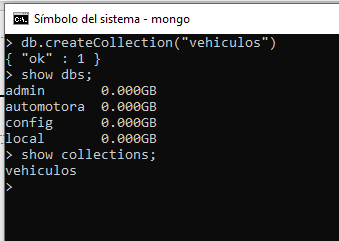 Símbolo del sistema - mongo
> db.createCollection("vehiculos")
{ "ok" : 1 }
> show dbs;
admin       0.000GB
automotora  0.000GB
config      0.000GB
local       0.000GB
> show collections;
vehiculos
>